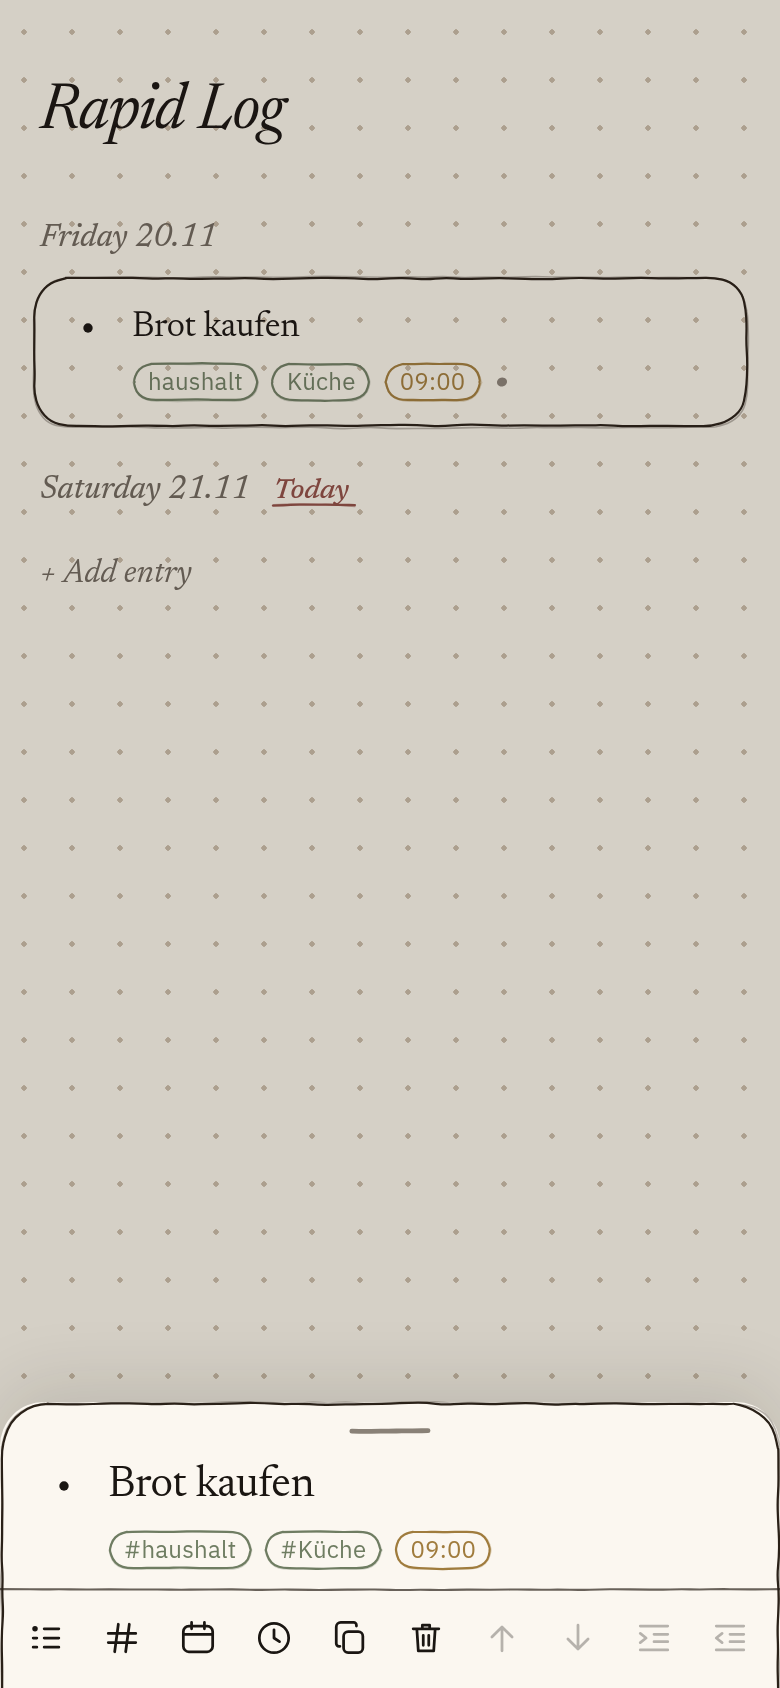 Rapid Log
Friday 20.11
• Brot kaufen
haushalt Küche 09:00 •
Saturday 21.11 Today
+ Add entry
• Brot kaufen
#haushalt #Küche 09:00